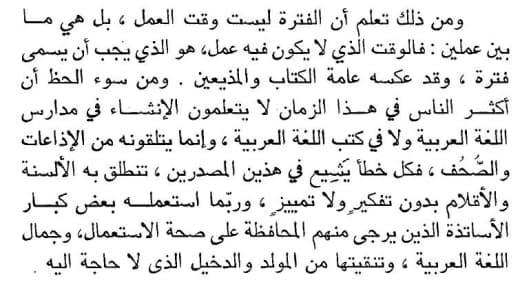 ومن ذلك تعلم أن الفترة ليست وقت العمل ، بل هي ما
بين عملين : فالوقت الذي لا يكون فيه عمل، هو الذي يجب أن يسمى
فترة ، وقد عكسه عامة الكتاب والمذيعين . ومن سوء الحظ أن
أكثر الناس في هذا الزمان لا يتعلمون الإنشاء في مدارس
اللغة العربية ولا في كتب اللغة العربية ، وإنما يتلقونه من الإذاعات
والصُّحُف ، فكل خطأ يَشِيع في هذين المصدرين ، تنطلق به الألسنة
والأقلام بدون تفكيرٍ ولا تمييزٍ ، وربّما استعمله بعض كبار
الأساتذة الذين يرجى منهم المحافظة على صحة الاستعمال، وجمال
اللغة العربية ، وتنقيتها من المولد والدخيل الذى لا حاجة اليه .